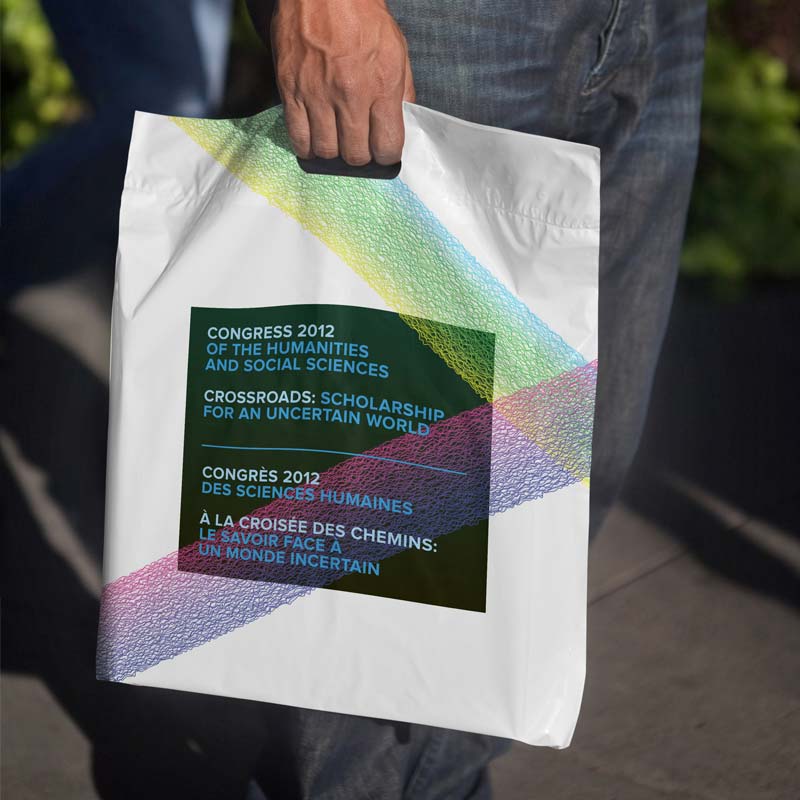 CONGRESS 2012
OF THE HUMANITIES
AND SOCIAL SCIENCES
CROSSROADS: SCHOLARSHIP
FOR AN UNCERTAIN WORLD
CONGRÈS 2012
DES SCIENCES HUMAINES
À LA CROISÉE DES CHEMINS:
LE SAVOIR FACE À
UN MONDE INCERTAIN